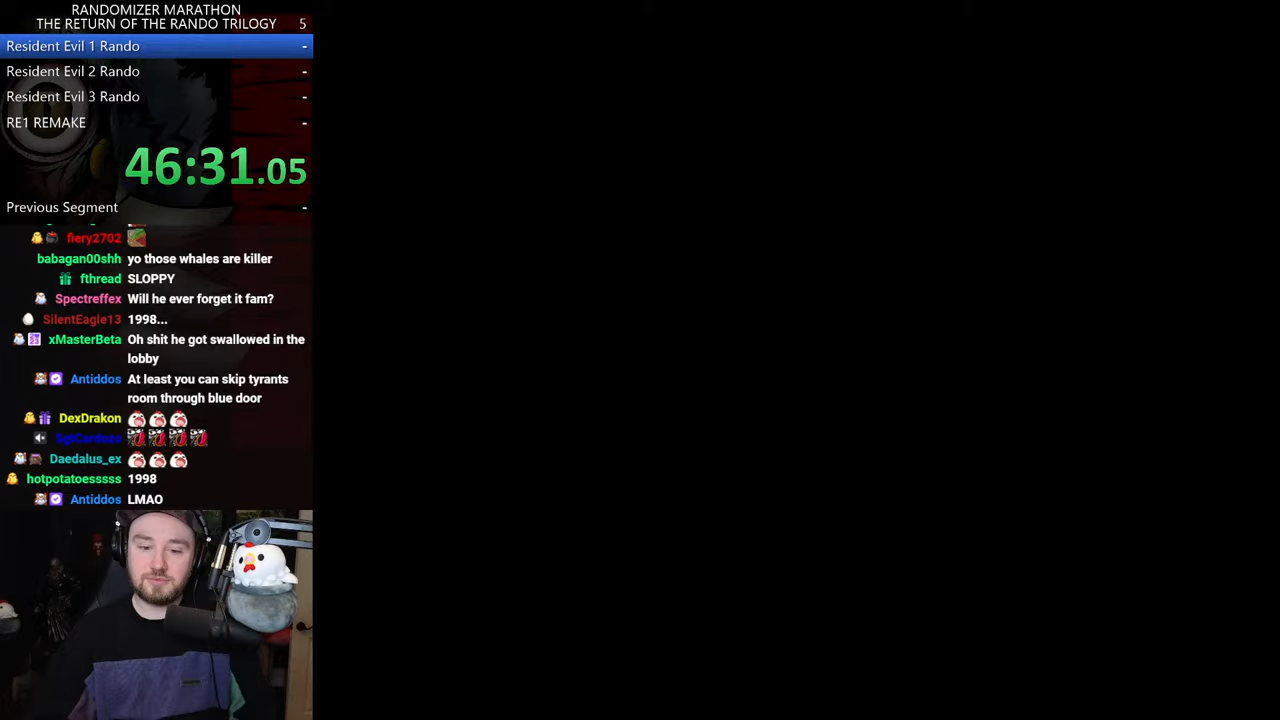 RANDOMIZER MARATHON
THE RETURN OF THE RANDO TRILOGY 5
Resident Evil 1 Rando -
Resident Evil 2 Rando -
Resident Evil 3 Rando -
RE1 REMAKE -
46:31.05
Previous Segment -
fiery2702
babagan00shh yo those whales are killer
fthread SLOPPY
Spectreffex Will he ever forget it fam?
SilentEagle13 1998...
xMasterBeta Oh shit he got swallowed in the
lobby
Antiddos At least you can skip tyrants
room through blue door
DexDrakon
SgtCardozo
Daedalus_ex
hotpotatoesssss 1998
Antiddos LMAO